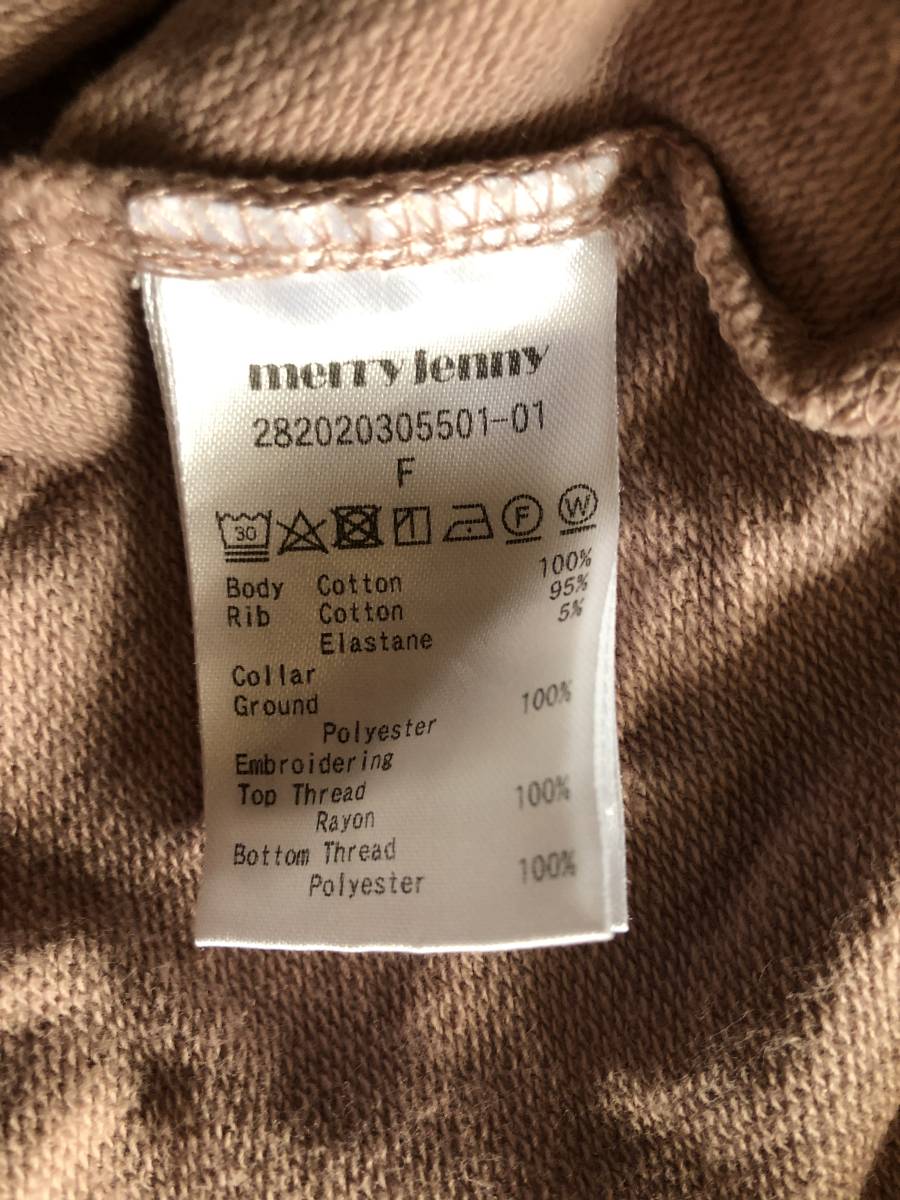 merry jenny
282020305501-01
F
30 F W
Body Cotton 100%
Rib Cotton 95%
Elastane 5%
Collar
Ground 100%
Polyester
Embroidering
Top Thread 100%
Rayon
Bottom Thread
Polyester 100%